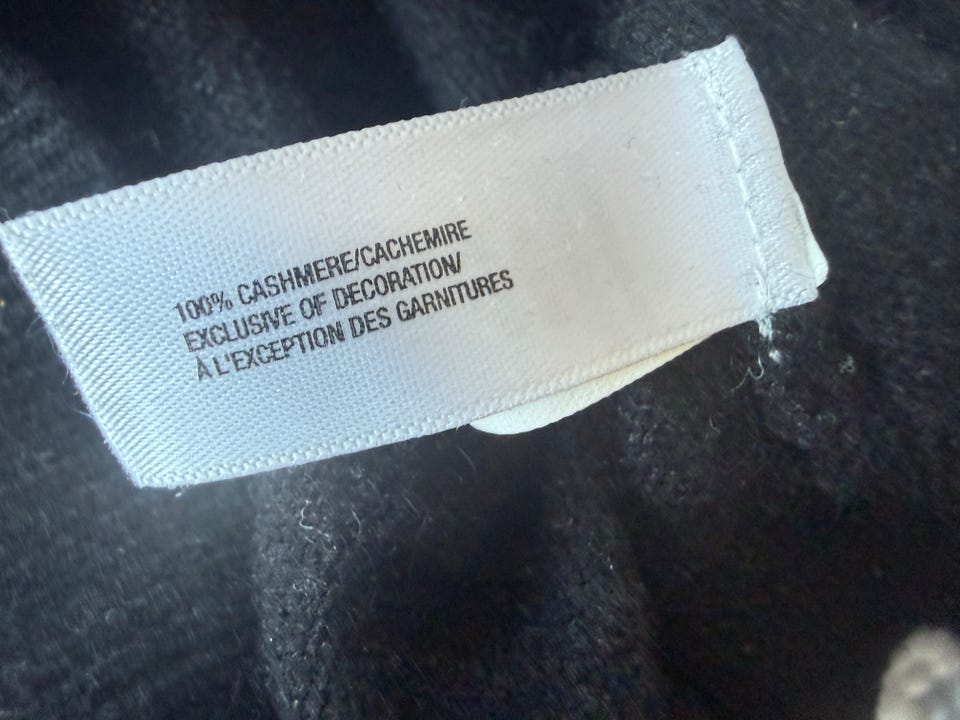 100% CASHMERE/CACHEMIRE
EXCLUSIVE OF DECORATION/
À L'EXCEPTION DES GARNITURES